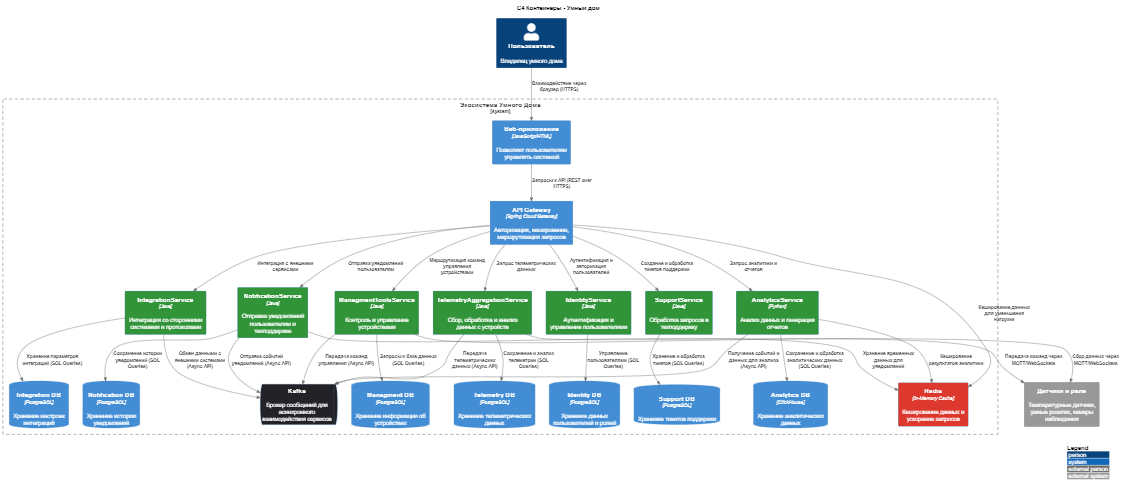 C4 Контейнеры - Умный дом
Пользователь
Владелец умного дома
Взаимодействие через
браузер (HTTPS)
Экосистема Умного Дома
[system]
Web-приложение
[JavaScript/HTML]
Позволяет пользователям
управлять системой
Запросы к API (REST over
HTTPS)
API Gateway
[Spring Cloud Gateway]
Авторизация, кеширование,
маршрутизация запросов
Интеграция с внешними
сервисами
Отправка уведомлений
пользователям
Маршрутизация команд
управления
устройствами
Запрос телеметрических
данных
Аутентификация и
авторизация
пользователей
Создание и обработка
тикетов поддержки
Запрос аналитики и
отчетов
Кеширование данных
для уменьшения
нагрузки
IntegrationService
[Java]
Интеграция со сторонними
системами и протоколами
NotificationService
[Java]
Отправка уведомлений
пользователям и
техподдержка
ManagmentToolsService
[Java]
Контроль и управление
устройствами
TelemetryAggregationService
[Java]
Сбор, обработка и анализ
данных с устройств
IdentityService
[Java]
Аутентификация и
управление пользователями
SupportService
[Java]
Обработка запросов в
техподдержку
AnalyticsService
[Python]
Анализ данных и генерация
отчетов
Хранение параметров
интеграций (SQL Queries)
Сохранение истории
уведомлений (SQL
Queries)
Обмен данными с
внешними системами
(Async API)
Отправка событий
уведомлений (Async
API)
Передача команд
управления (Async API)
Запросы к базе данных
(SQL Queries)
Передача
телеметрических
данных (Async API)
Сохранение и анализ
телеметрии (SQL
Queries)
Управление
пользователями (SQL
Queries)
Хранение и обработка
тикетов (SQL Queries)
Получение событий и
данных для анализа
(Async API)
Сохранение и обработка
аналитических данных
(SQL Queries)
Хранение временных
данных для
уведомлений
Кеширование
результатов аналитики
Передача команд через
MQTT/WebSockets
Сбор данных через
MQTT/WebSockets
Integration DB
[PostgreSQL]
Хранение настроек
интеграций
Notification DB
[PostgreSQL]
Хранение истории
уведомлений
Kafka
Брокер сообщений для
асинхронного
взаимодействия сервисов
Managment DB
[PostgreSQL]
Хранение информации об
устройствах
Telemetry DB
[PostgreSQL]
Хранение телеметрических
данных
Identity DB
[PostgreSQL]
Хранение данных
пользователей и ролей
Support DB
[PostgreSQL]
Хранение тикетов поддержки
Analytics DB
[ClickHouse]
Хранение аналитических
данных
Redis
[In-Memory Cache]
Кеширование данных и
ускорение запросов
Датчики и реле
Температурные датчики,
умные розетки, камеры
наблюдения
Legend
person
system
external person
external system